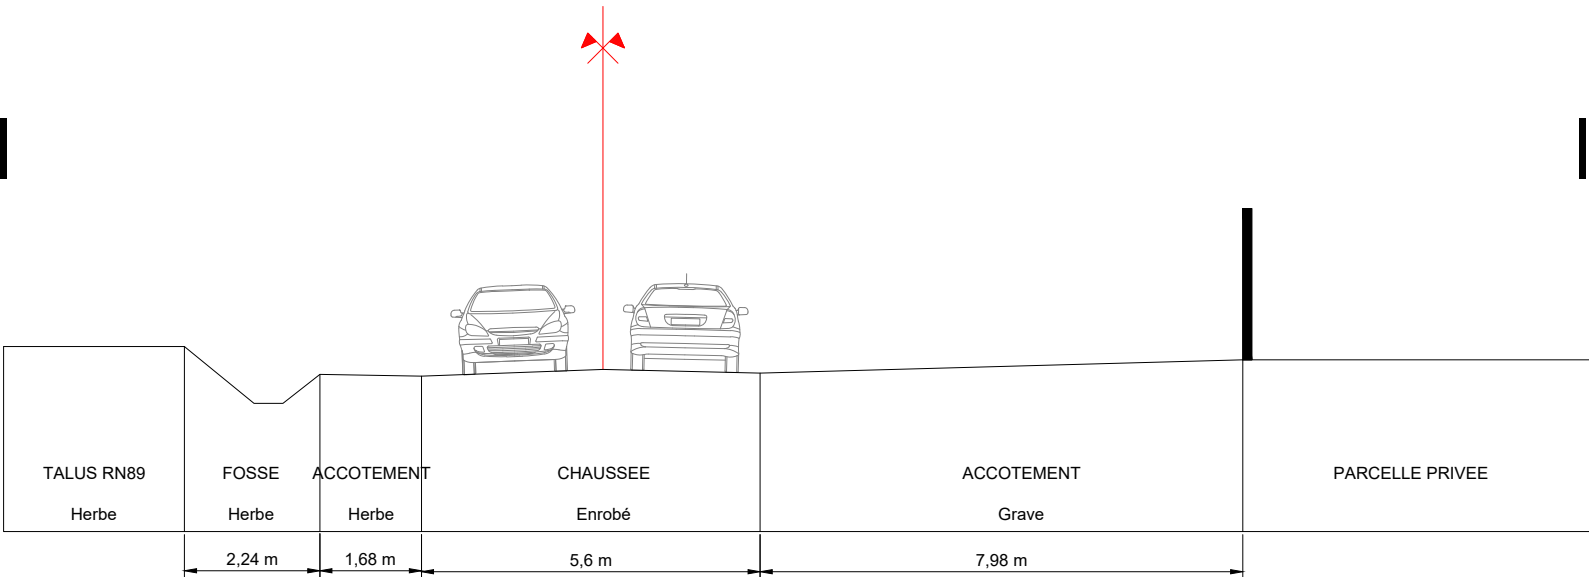 TALUS RN89 FOSSE ACCOTEMENT CHAUSSEE ACCOTEMENT PARCELLE PRIVEE
Herbe Herbe Herbe Enrobé Grave
2,24 m 1,68 m 5,6 m 7,98 m